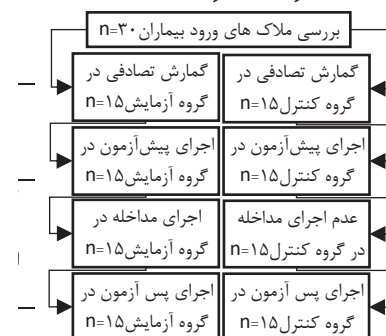 بررسی ملاک های ورود بیماران n=۳۰
گمارش تصادفی در
گروه کنترل n=۱۵
گمارش تصادفی در
گروه آزمایش n=۱۵
اجرای پیش‌آزمون در
گروه کنترل n=۱۵
اجرای پیش‌آزمون در
گروه آزمایش n=۱۵
عدم اجرای مداخله
در گروه کنترل n=۱۵
اجرای مداخله در
گروه آزمایش n=۱۵
اجرای پس آزمون در
گروه کنترل n=۱۵
اجرای پس آزمون در
گروه آزمایش n=۱۵